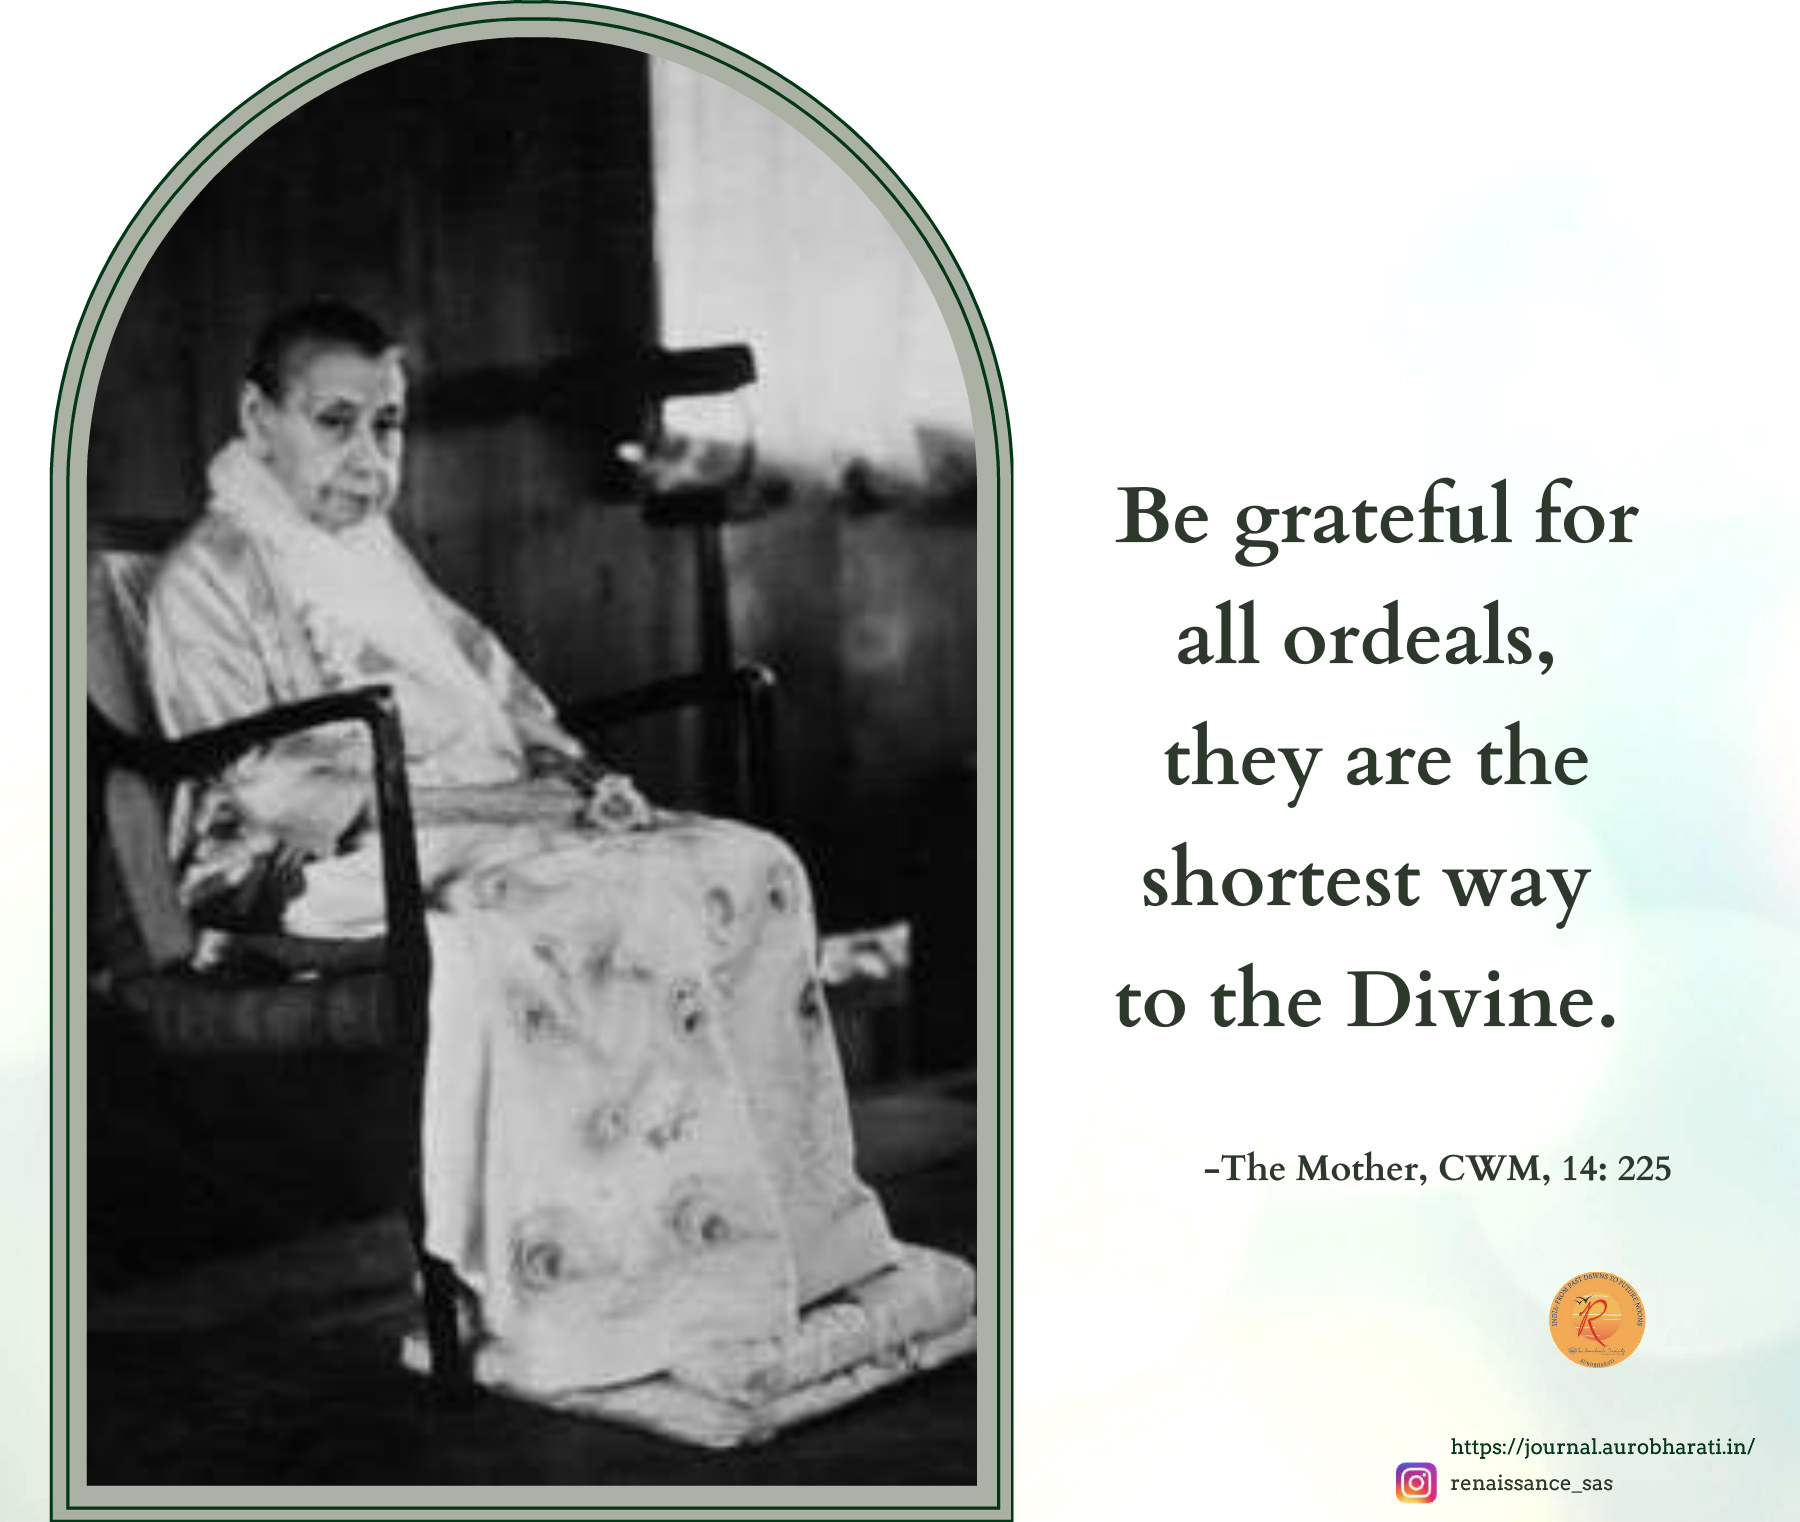 Be grateful for
all ordeals,
they are the
shortest way
to the Divine.
-The Mother, CWM, 14: 225
INDIA-FROM PAST DAWNS TO FUTURE NOONS
R
AUROBHARATI
https://journal.aurobharati.in/
renaissance_sas